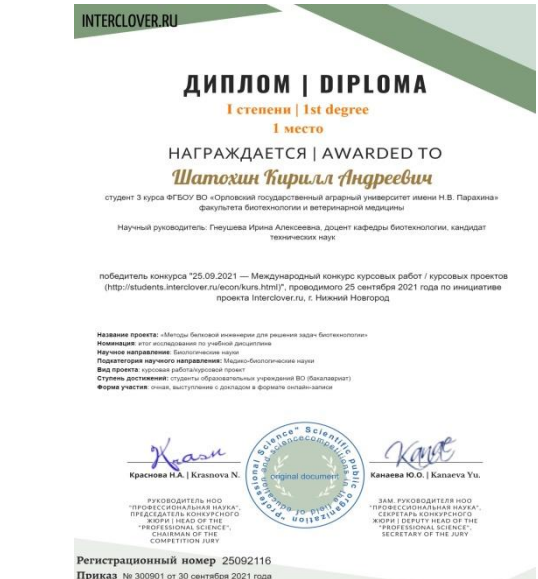 INTERCLOVER.RU
ДИПЛОМ | DIPLOMA
I степени | 1st degree
1 место
НАГРАЖДАЕТСЯ | AWARDED TO
Шатохин Кирилл Андреевич
студент 3 курса ФГБОУ ВО «Орловский государственный аграрный университет имени Н.В. Парахина»
факультета биотехнологии и ветеринарной медицины
Научный руководитель: Гнеушева Ирина Алексеевна, доцент кафедры биотехнологии, кандидат
технических наук
победитель конкурса "25.09.2021 — Международный конкурс курсовых работ / курсовых проектов
(http://students.interclover.ru/econ/kurs.html)", проводимого 25 сентября 2021 года по инициативе
проекта Interclover.ru, г. Нижний Новгород
Название проекта: «Методы белковой инженерии для решения задач биотехнологии»
Номинация: итог исследования по учебной дисциплине
Научное направление: Биологические науки
Подкатегория научного направления: Медико-биологические науки
Вид проекта: курсовая работа/курсовой проект
Ступень достижений: студенты образовательных учреждений ВО (бакалавриат)
Форма участия: очная, выступление с докладом в формате онлайн-записи
Краснова Н.А. | Krasnova N.
РУКОВОДИТЕЛЬ НОО
"ПРОФЕССИОНАЛЬНАЯ НАУКА",
ПРЕДСЕДАТЕЛЬ КОНКУРСНОГО
ЖЮРИ | HEAD OF THE
"PROFESSIONAL SCIENCE",
CHAIRMAN OF THE
COMPETITION JURY
"Professional Science" Scientific public organization
original document
Канаева Ю.О. | Kanaeva Yu.
ЗАМ. РУКОВОДИТЕЛЯ НОО
"ПРОФЕССИОНАЛЬНАЯ НАУКА",
СЕКРЕТАРЬ КОНКУРСНОГО
ЖЮРИ | DEPUTY HEAD OF THE
"PROFESSIONAL SCIENCE",
SECRETARY OF THE JURY
Регистрационный номер 25092116
Приказ № 300901 от 30 сентября 2021 года